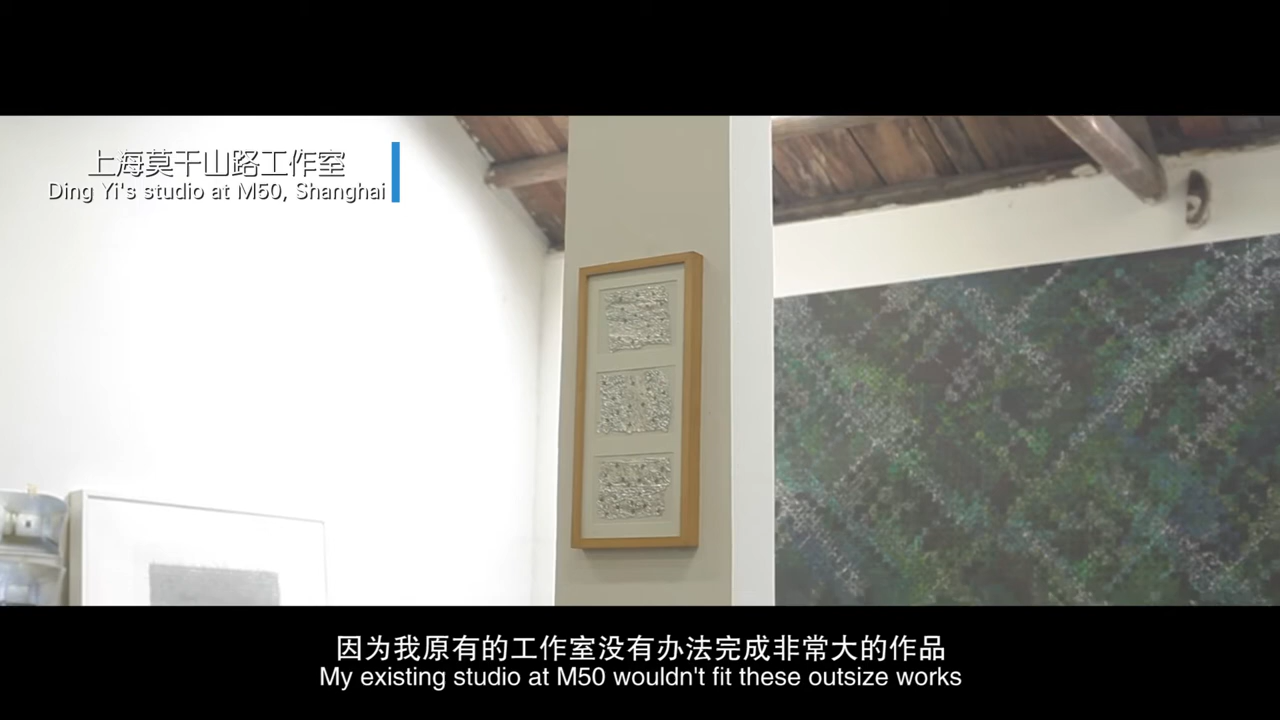 上海莫干山路工作室
Ding Yi's studio at M50, Shanghai
因为我原有的工作室没有办法完成非常大的作品
My existing studio at M50 wouldn't fit these outsize works